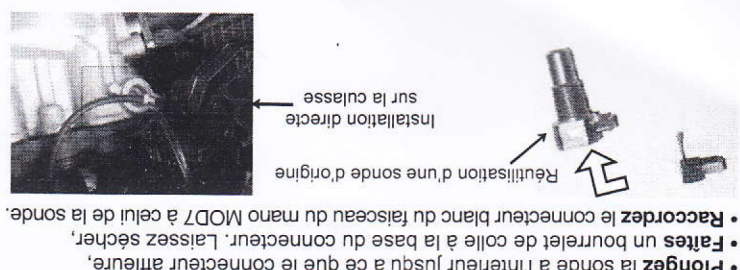 • Plongez la sonde à l'intérieur jusqu'à ce que le connecteur affleure,
• Faîtes un bourrelet de colle à la base du connecteur. Laissez sécher,
• Raccordez le connecteur blanc du faisceau du mano MOD7 à celui de la sonde.
Réutilisation d'une sonde d'origine
Installation directe
sur la culasse